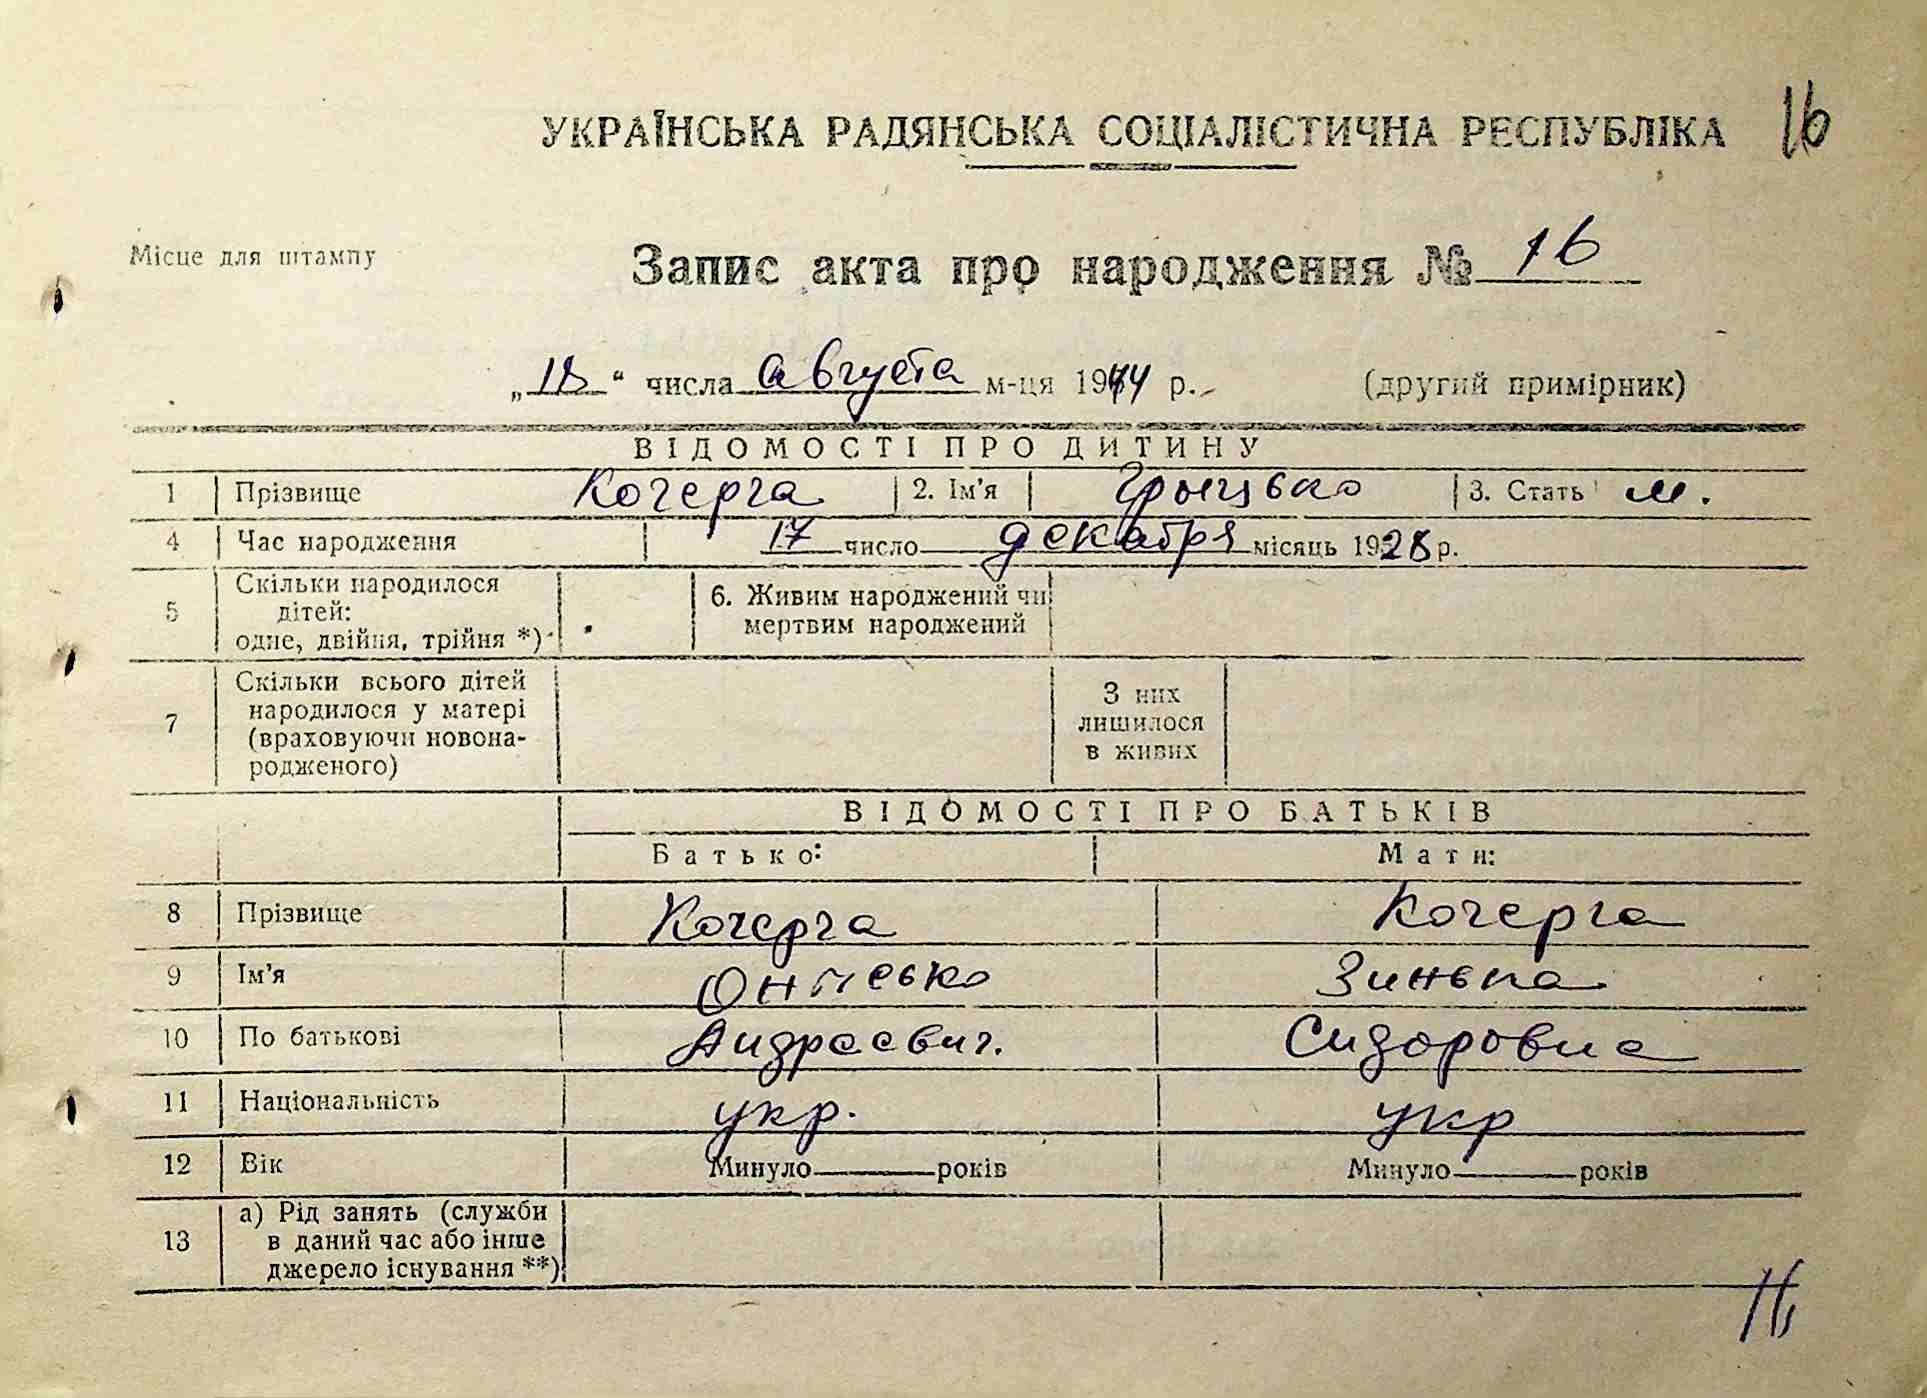 УКРАЇНСЬКА РАДЯНСЬКА СОЦІАЛІСТИЧНА РЕСПУБЛІКА 16
Місце для штампу
Запис акта про народження № 16
„18“ числа августа м-ця 1944 р. (другий примірник)
ВІДОМОСТІ ПРО ДИТИНУ
1 Прізвище Кочерга 2. Ім'я Грыцько 3. Стать м.
4 Час народження 17 число декабря місяць 1928 р.
5 Скільки народилося дітей: одне, двійня, трійня *) 6. Живим народжений чи мертвим народжений
7 Скільки всього дітей народилося у матері (враховуючи новонародженого) З них лишилося в живих
ВІДОМОСТІ ПРО БАТЬКІВ
Батько: Мати:
8 Прізвище Кочерга Кочерга
9 Ім'я Онисько Зинька
10 По батькові Андреевич. Сидоровна
11 Національність укр. укр
12 Вік Минуло років Минуло років
13 а) Рід занять (служби в даний час або інше джерело існування **)